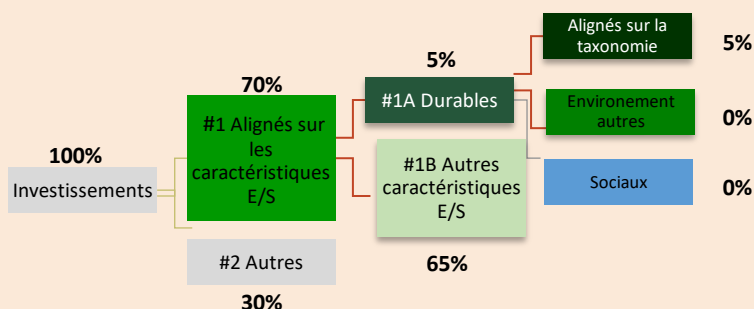 100%
Investissements
70%
#1 Alignés sur
les
caractéristiques
E/S
#2 Autres
30%
5%
#1A Durables
#1B Autres
caractéristiques
E/S
65%
Alignés sur la
taxonomie
5%
Environement
autres
0%
Sociaux
0%